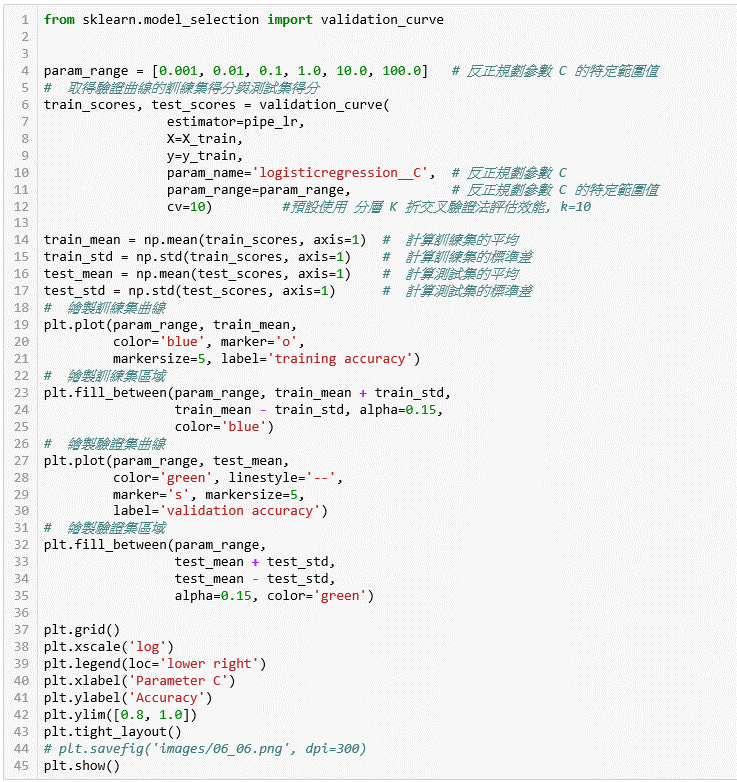 1 from sklearn.model_selection import validation_curve
2
3
4 param_range = [0.001, 0.01, 0.1, 1.0, 10.0, 100.0]   # 反正規劃參數 C 的特定範圍值
5 #  取得驗證曲線的訓練集得分與測試集得分
6 train_scores, test_scores = validation_curve(
7                 estimator=pipe_lr,
8                 X=X_train,
9                 y=y_train,
10                 param_name='logisticregression__C',  # 反正規劃參數 C
11                 param_range=param_range,             # 反正規劃參數 C 的特定範圍值
12                 cv=10)         #預設使用 分層 K 折交叉驗證法評估效能, k=10
13
14 train_mean = np.mean(train_scores, axis=1)  #  計算訓練集的平均
15 train_std = np.std(train_scores, axis=1)    #  計算訓練集的標準差
16 test_mean = np.mean(test_scores, axis=1)    #  計算測試集的平均
17 test_std = np.std(test_scores, axis=1)      #  計算測試集的標準差
18 #  繪製訓練集曲線
19 plt.plot(param_range, train_mean,
20          color='blue', marker='o',
21          markersize=5, label='training accuracy')
22 #  繪製訓練集區域
23 plt.fill_between(param_range, train_mean + train_std,
24                  train_mean - train_std, alpha=0.15,
25                  color='blue')
26 #  繪製驗證集曲線
27 plt.plot(param_range, test_mean,
28          color='green', linestyle='--',
29          marker='s', markersize=5,
30          label='validation accuracy')
31 #  繪製驗證集區域
32 plt.fill_between(param_range,
33                  test_mean + test_std,
34                  test_mean - test_std,
35                  alpha=0.15, color='green')
36
37 plt.grid()
38 plt.xscale('log')
39 plt.legend(loc='lower right')
40 plt.xlabel('Parameter C')
41 plt.ylabel('Accuracy')
42 plt.ylim([0.8, 1.0])
43 plt.tight_layout()
44 # plt.savefig('images/06_06.png', dpi=300)
45 plt.show()